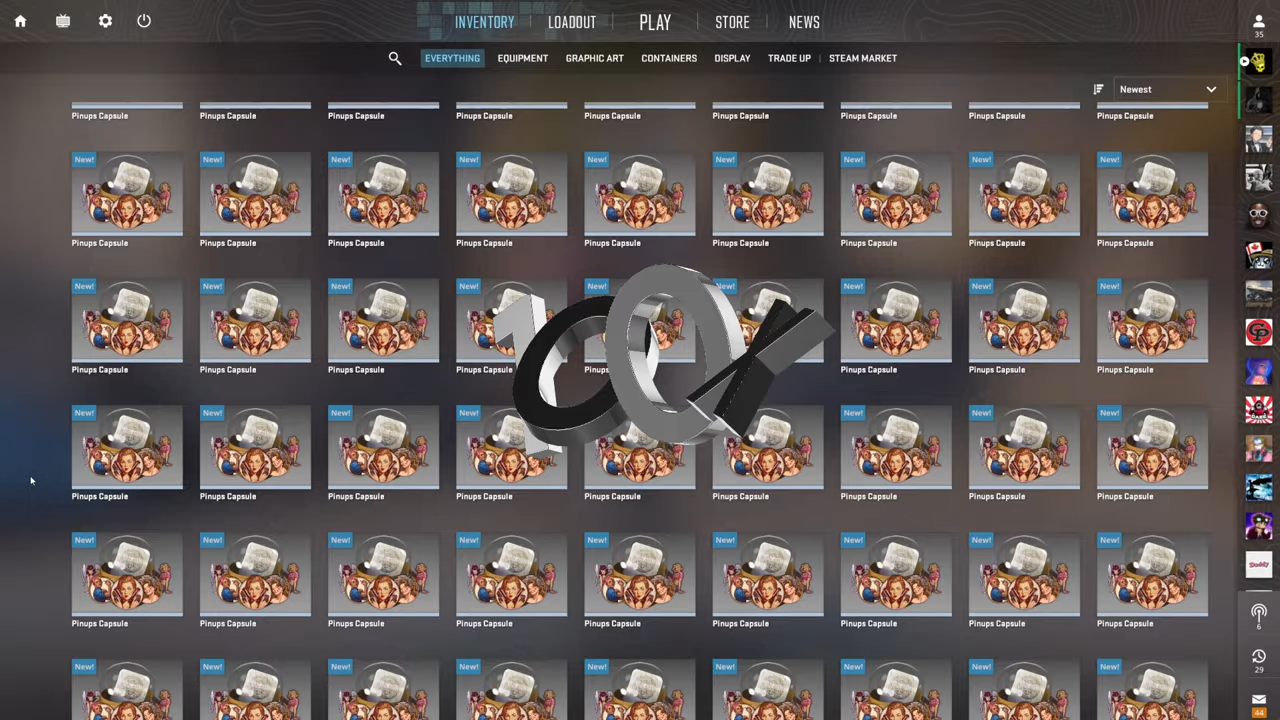 INVENTORY LOADOUT PLAY STORE NEWS
35
EVERYTHING EQUIPMENT GRAPHIC ART CONTAINERS DISPLAY TRADE UP STEAM MARKET
Newest
Pinups Capsule Pinups Capsule Pinups Capsule Pinups Capsule Pinups Capsule Pinups Capsule Pinups Capsule Pinups Capsule Pinups Capsule
New! New! New! New! New! New! New! New! New!
Pinups Capsule Pinups Capsule Pinups Capsule Pinups Capsule Pinups Capsule Pinups Capsule Pinups Capsule Pinups Capsule Pinups Capsule
New! New! New! New! New! New! New! New! New!
100x
Pinups Capsule Pinups Capsule Pinups Capsule Pinups Capsule Pinups Capsule Pinups Capsule Pinups Capsule Pinups Capsule
New! New! New! New! New! New! New!
Pinups Capsule Pinups Capsule Pinups Capsule Pinups Capsule Pinups Capsule Pinups Capsule Pinups Capsule Pinups Capsule Pinups Capsule
New! New! New! New! New! New! New! New! New!
Daddy
Pinups Capsule Pinups Capsule Pinups Capsule Pinups Capsule Pinups Capsule Pinups Capsule Pinups Capsule Pinups Capsule Pinups Capsule
6
New! New! New! New! New! New! New! New! New!
29
44